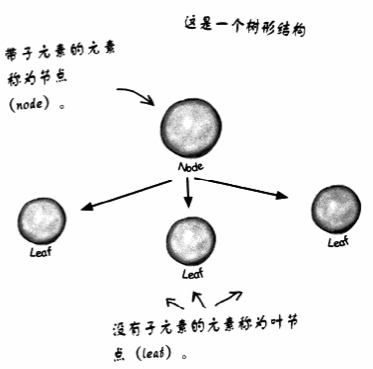 这是一个树形结构
带子元素的元素
称为节点
（node）。
Node
Leaf
Leaf
Leaf
没有子元素的元素称为叶节
点（leaf）。